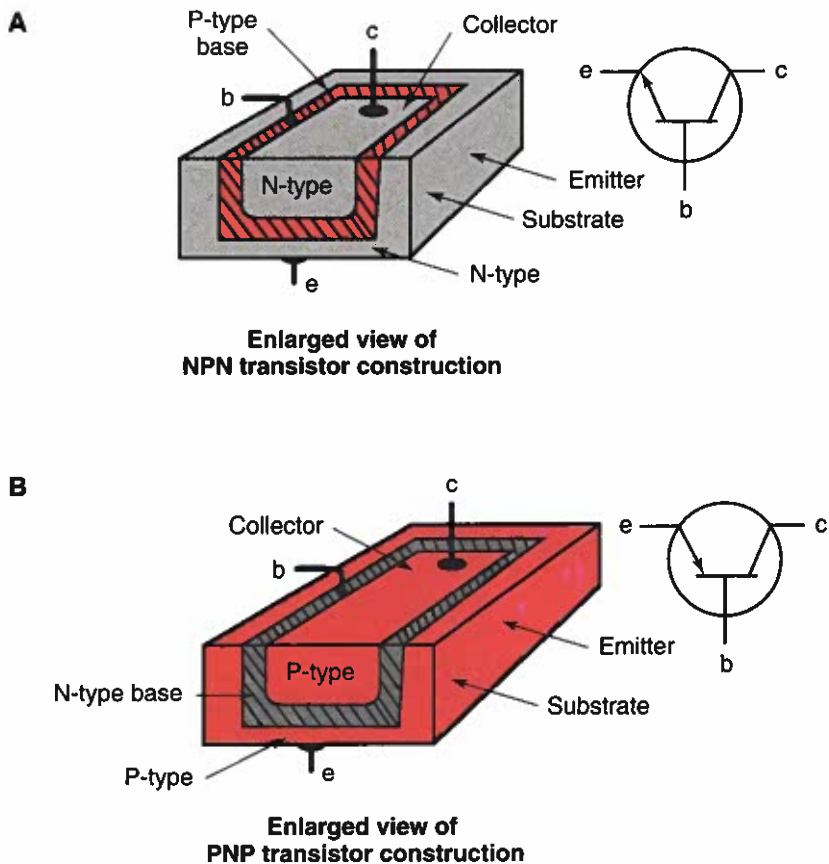 A
P-type
base
c
Collector
b
N-type
Emitter
Substrate
N-type
e
e
c
b
Enlarged view of
NPN transistor construction
B
c
Collector
b
P-type
N-type base
Emitter
Substrate
P-type
e
e
c
b
Enlarged view of
PNP transistor construction